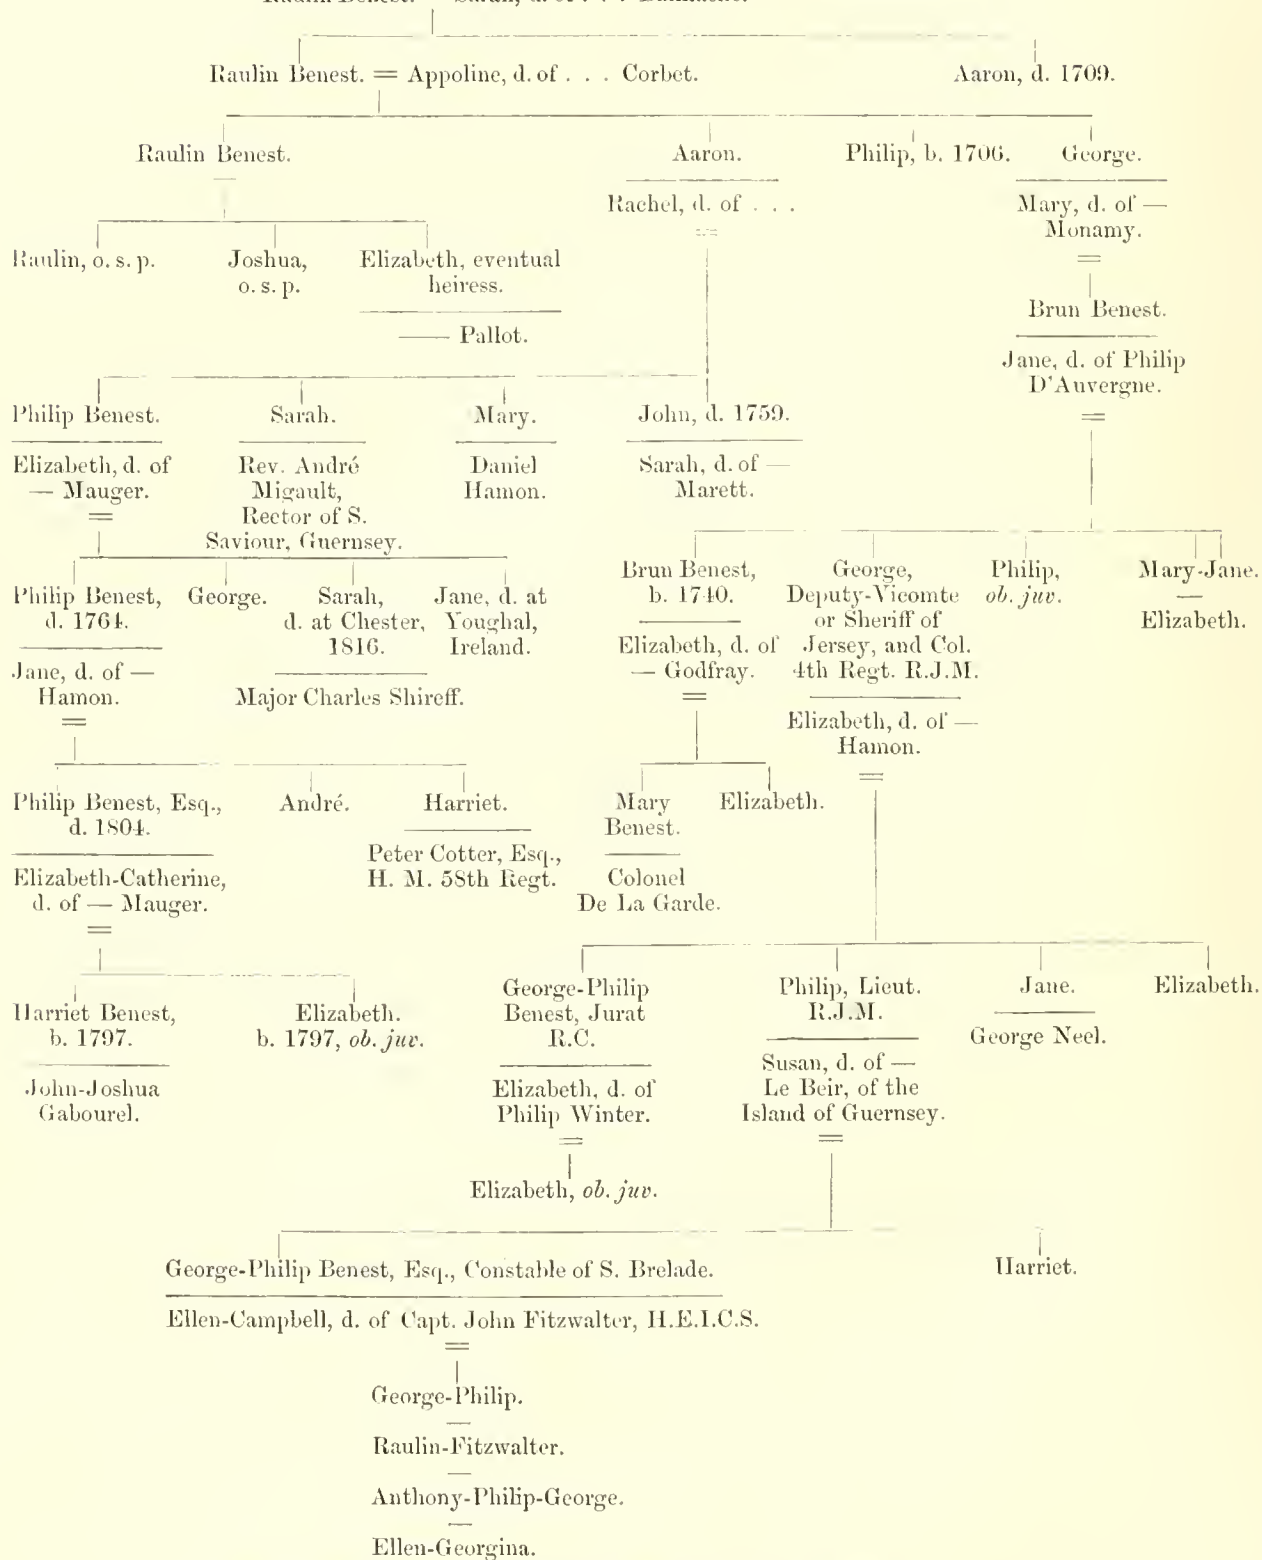 Raulin Benest. = Sarah, d. of . . .
Raulin Benest. = Appoline, d. of . . . Corbet.
Aaron, d. 1709.
Raulin Benest.
Aaron.
Philip, b. 1706.
George.
Rachel, d. of . . .
Mary, d. of —
Monamy.
=
=
Raulin, o. s. p.
Joshua,
o. s. p.
Elizabeth, eventual
heiress.
—— Pallot.
Brun Benest.
Jane, d. of Philip
D'Auvergne.
=
Philip Benest.
Elizabeth, d. of
— Mauger.
=
Sarah.
Rev. André
Migault,
Rector of S.
Saviour, Guernsey.
Mary.
Daniel
Hamon.
John, d. 1759.
Sarah, d. of —
Marett.
Philip Benest,
d. 1764.
Jane, d. of —
Hamon.
=
George.
Sarah,
d. at Chester,
1816.
Major Charles Shireff.
Jane, d. at
Youghal,
Ireland.
Brun Benest,
b. 1740.
Elizabeth, d. of
— Godfray.
=
George,
Deputy-Vicomte
or Sheriff of
Jersey, and Col.
4th Regt. R.J.M.
Elizabeth, d. of —
Hamon.
=
Philip,
ob. juv.
Mary-Jane.
—
Elizabeth.
Philip Benest, Esq.,
d. 1804.
Elizabeth-Catherine,
d. of — Mauger.
=
André.
Harriet.
Peter Cotter, Esq.,
H. M. 58th Regt.
Mary
Benest.
Colonel
De La Garde.
Elizabeth.
Harriet Benest,
b. 1797.
John-Joshua
Gabourel.
Elizabeth.
b. 1797, ob. juv.
George-Philip
Benest, Jurat
R.C.
Elizabeth, d. of
Philip Winter.
=
Elizabeth, ob. juv.
Philip, Lieut.
R.J.M.
Susan, d. of —
Le Beir, of the
Island of Guernsey.
=
Jane.
George Neel.
Elizabeth.
George-Philip Benest, Esq., Constable of S. Brelade.
Ellen-Campbell, d. of Capt. John Fitzwalter, H.E.I.C.S.
=
Harriet.
George-Philip.
—
Raulin-Fitzwalter.
—
Anthony-Philip-George.
—
Ellen-Georgina.